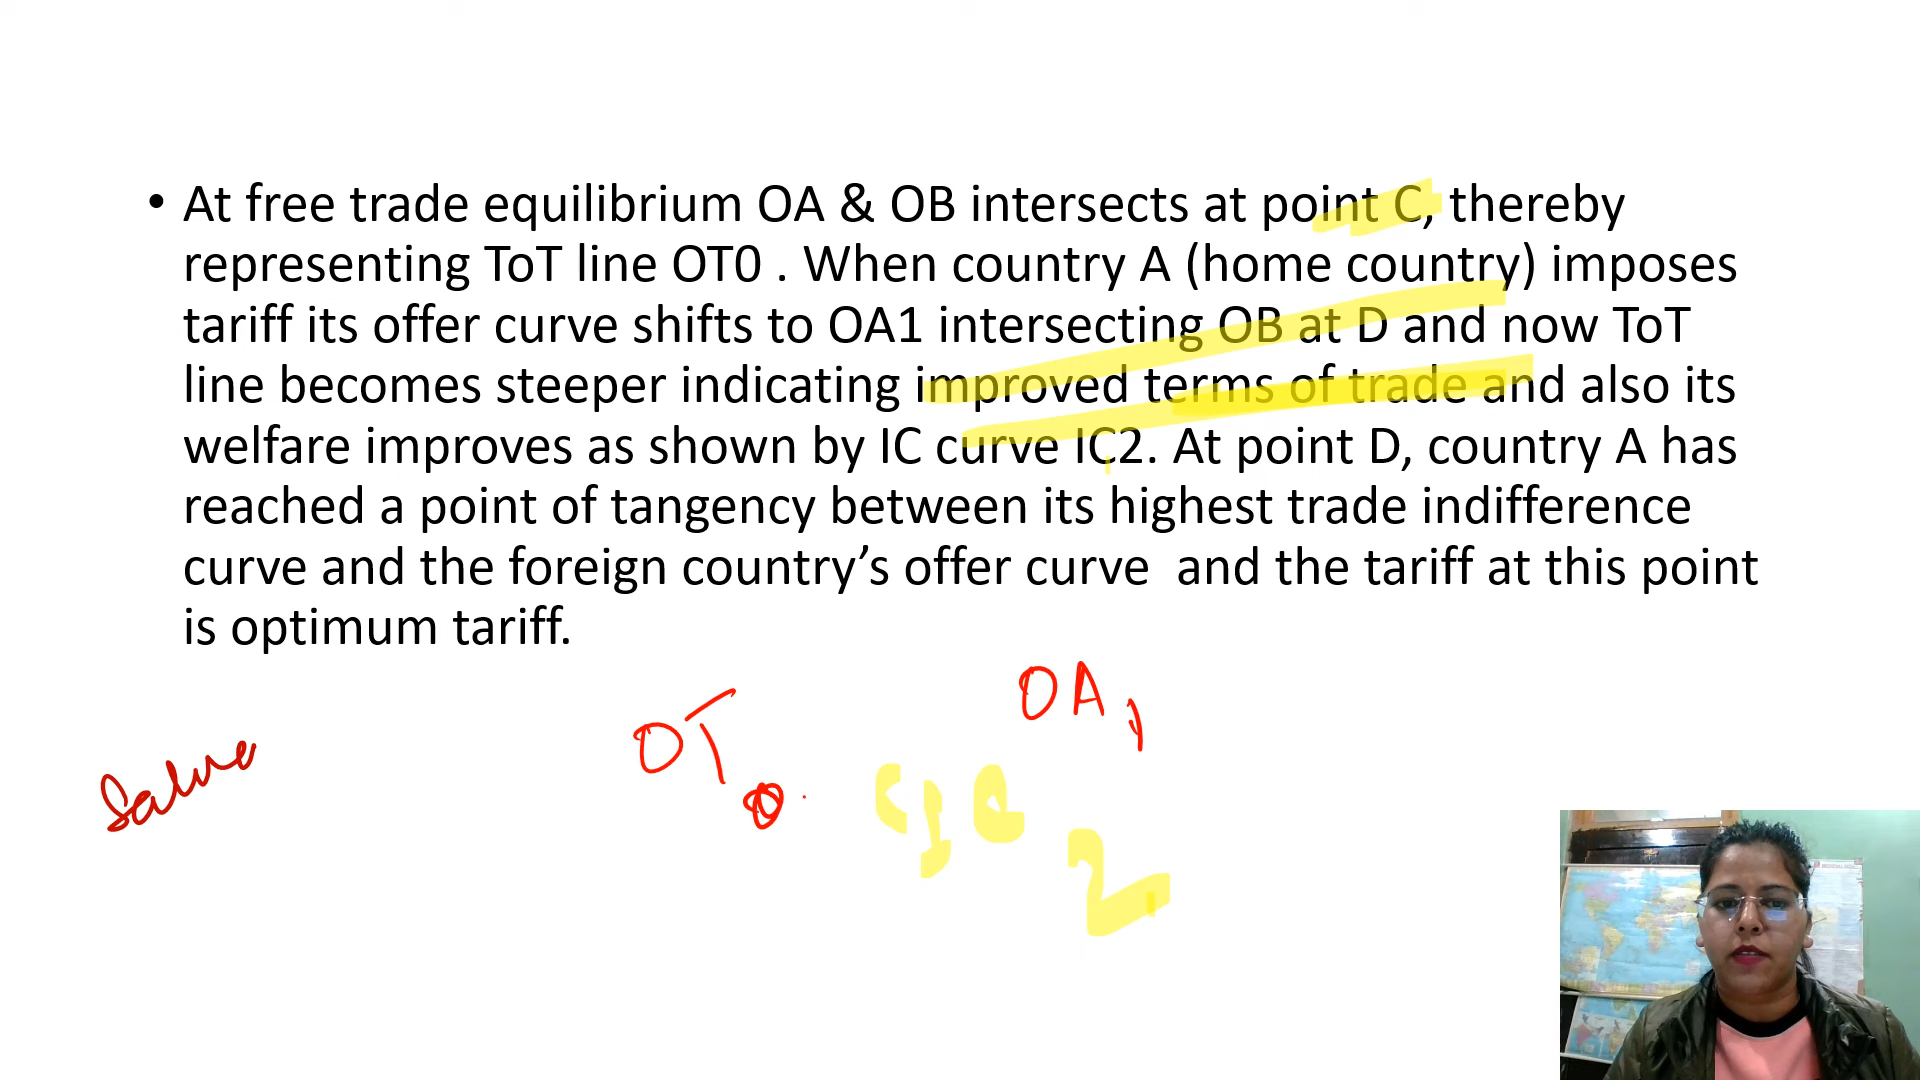 • At free trade equilibrium OA & OB intersects at point C, thereby
representing ToT line OT0 . When country A (home country) imposes
tariff its offer curve shifts to OA1 intersecting OB at D and now ToT
line becomes steeper indicating improved terms of trade and also its
welfare improves as shown by IC curve IC2. At point D, country A has
reached a point of tangency between its highest trade indifference
curve and the foreign country’s offer curve  and the tariff at this point
is optimum tariff.
OA1
OT0
2